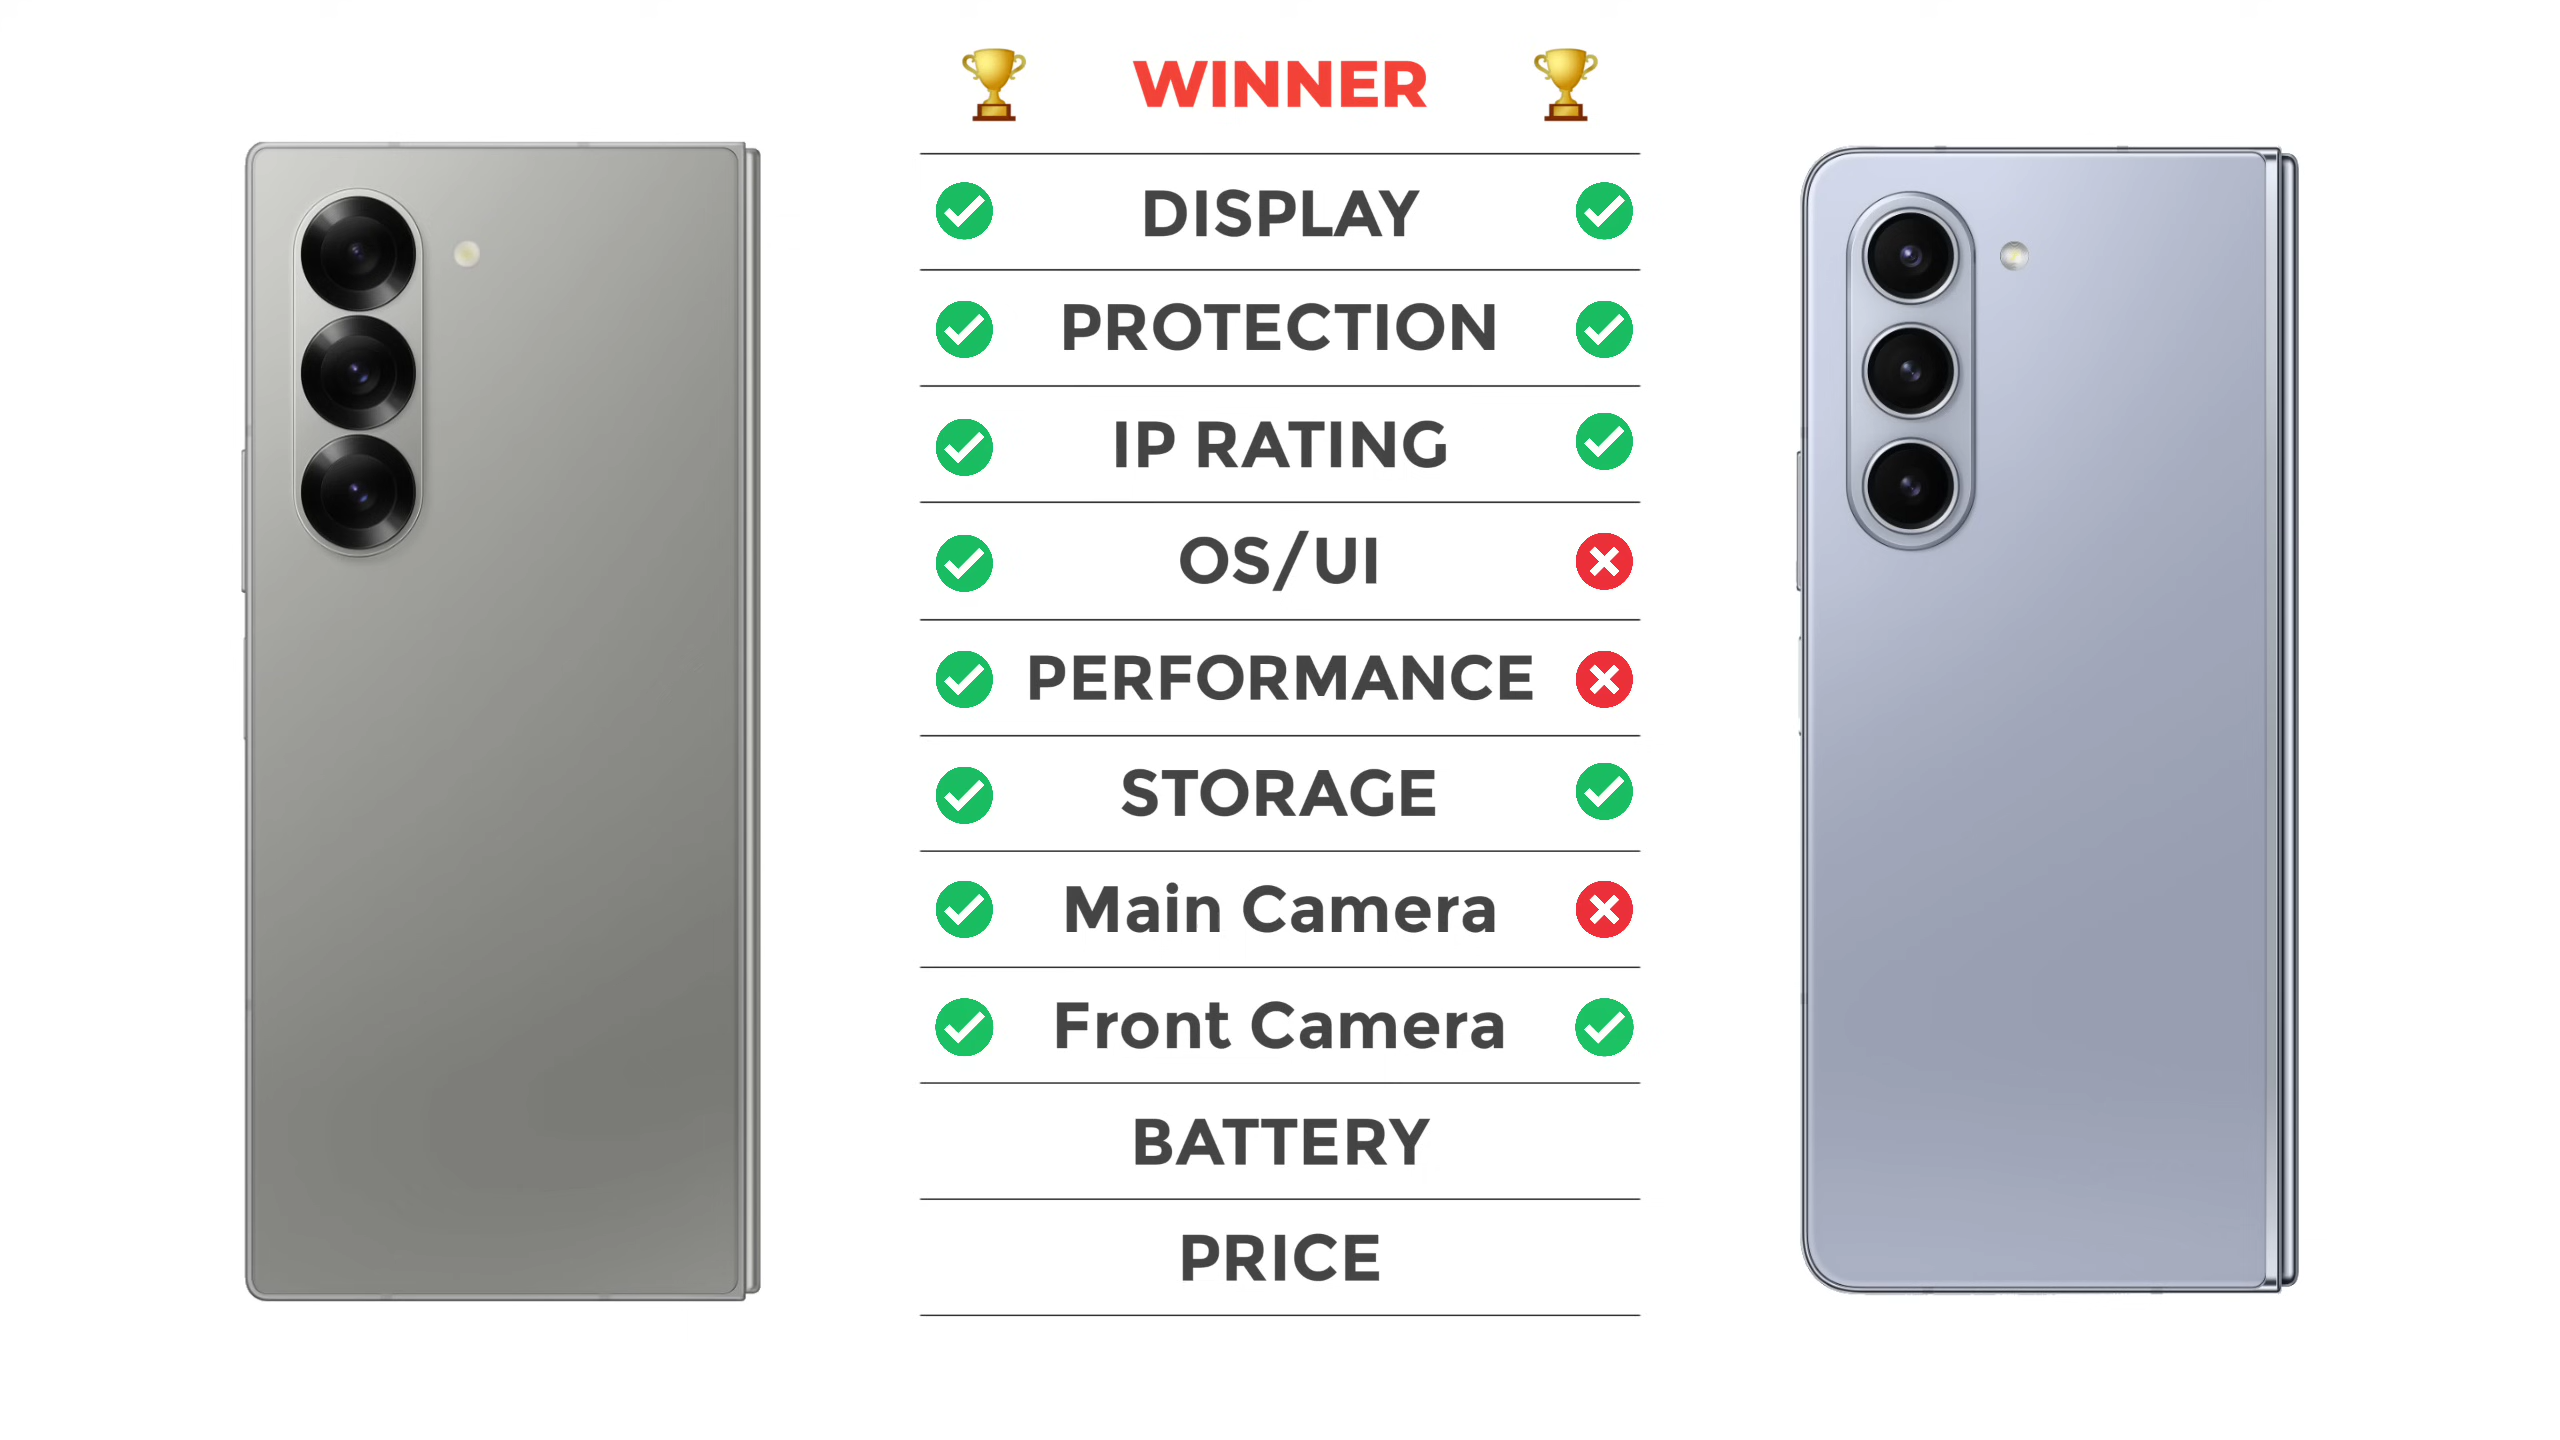 WINNER
DISPLAY
PROTECTION
IP RATING
OS/UI
PERFORMANCE
STORAGE
Main Camera
Front Camera
BATTERY
PRICE